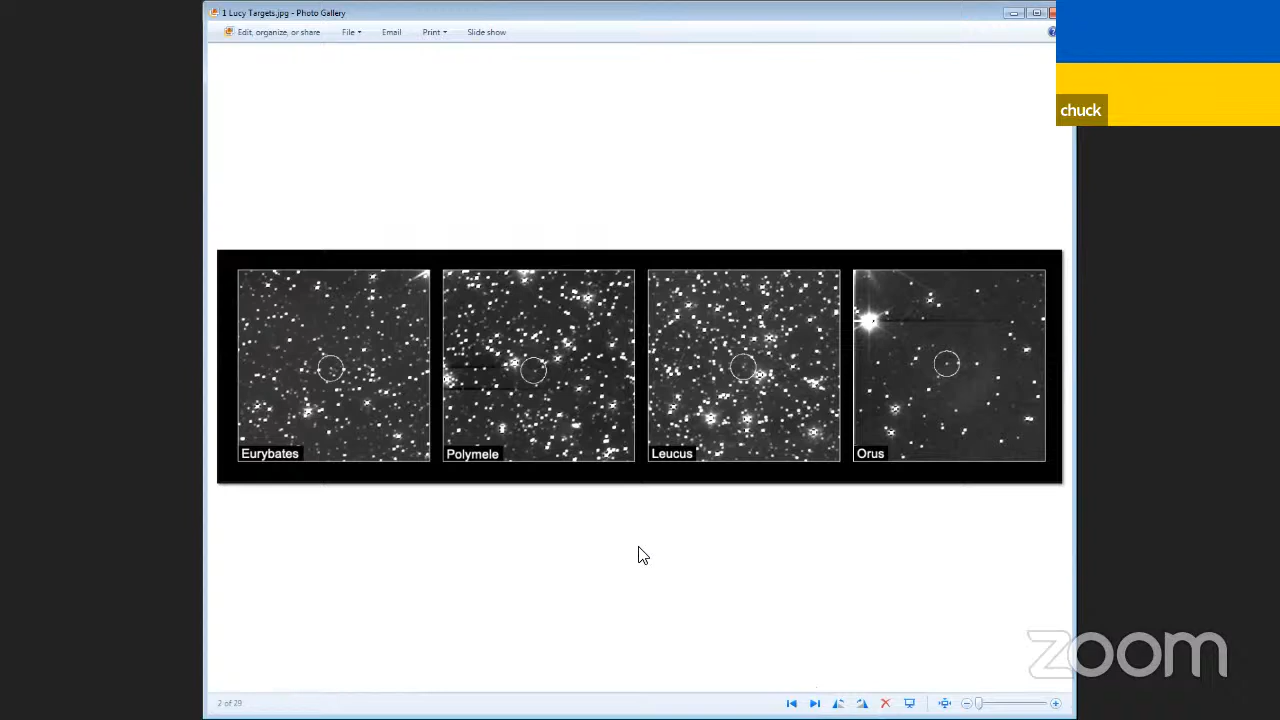 1 Lucy Targets.jpg - Photo Gallery
Edit, organize, or share File Email Print Slide show
chuck
Eurybates Polymele Leucus Orus
zoom
2 of 29